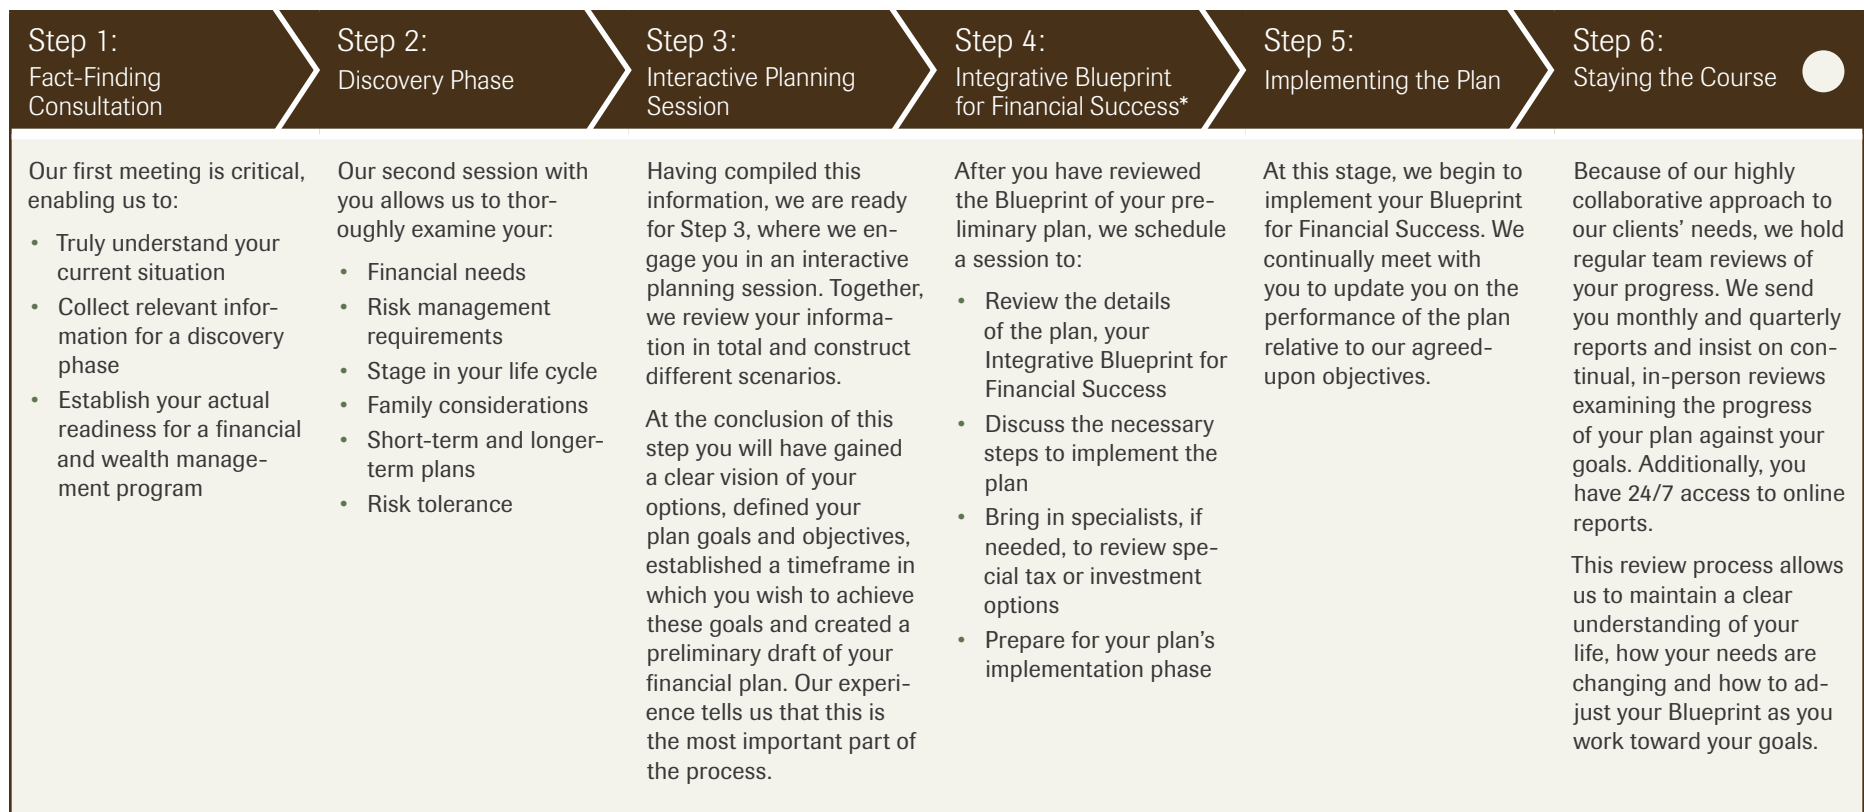 Step 1:
Fact-Finding
Consultation
Our first meeting is critical,
enabling us to:
• Truly understand your
current situation
• Collect relevant infor-
mation for a discovery
phase
• Establish your actual
readiness for a financial
and wealth manage-
ment program
Step 2:
Discovery Phase
Our second session with
you allows us to thor-
oughly examine your:
• Financial needs
• Risk management
requirements
• Stage in your life cycle
• Family considerations
• Short-term and longer-
term plans
• Risk tolerance
Step 3:
Interactive Planning
Session
Having compiled this
information, we are ready
for Step 3, where we en-
gage you in an interactive
planning session. Together,
we review your informa-
tion in total and construct
different scenarios.
At the conclusion of this
step you will have gained
a clear vision of your
options, defined your
plan goals and objectives,
established a timeframe in
which you wish to achieve
these goals and created a
preliminary draft of your
financial plan. Our experi-
ence tells us that this is
the most important part of
the process.
Step 4:
Integrative Blueprint
for Financial Success*
After you have reviewed
the Blueprint of your pre-
liminary plan, we schedule
a session to:
• Review the details
of the plan, your
Integrative Blueprint for
Financial Success
• Discuss the necessary
steps to implement the
plan
• Bring in specialists, if
needed, to review spe-
cial tax or investment
options
• Prepare for your plan's
implementation phase
Step 5:
Implementing the Plan
At this stage, we begin to
implement your Blueprint
for Financial Success. We
continually meet with
you to update you on the
performance of the plan
relative to our agreed-
upon objectives.
Step 6:
Staying the Course
Because of our highly
collaborative approach to
our clients' needs, we hold
regular team reviews of
your progress. We send
you monthly and quarterly
reports and insist on con-
tinual, in-person reviews
examining the progress
of your plan against your
goals. Additionally, you
have 24/7 access to online
reports.
This review process allows
us to maintain a clear
understanding of your
life, how your needs are
changing and how to ad-
just your Blueprint as you
work toward your goals.